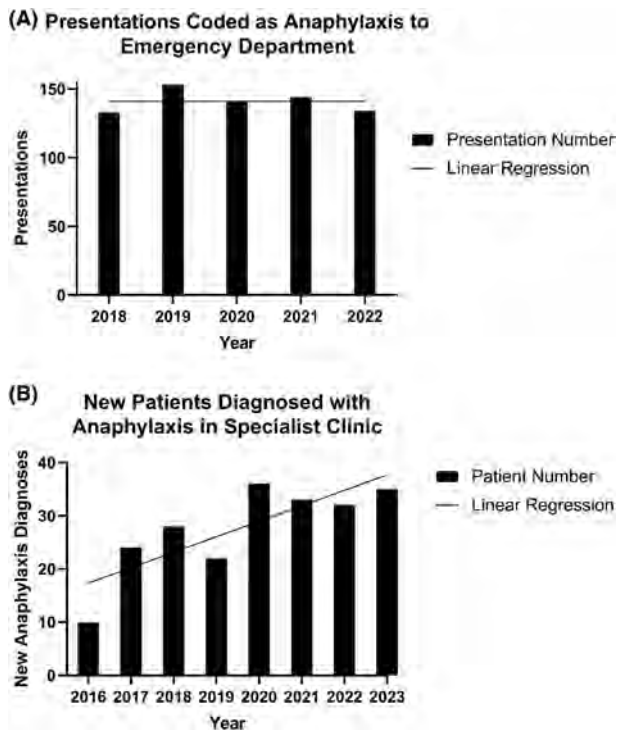 (A) Presentations Coded as Anaphylaxis to
Emergency Department
Presentations
150
100
50
0
2018 2019 2020 2021 2022
Year
Presentation Number
Linear Regression
(B)
New Patients Diagnosed with
Anaphylaxis in Specialist Clinic
New Anaphylaxis Diagnoses
40
30
20
10
0
2016 2017 2018 2019 2020 2021 2022 2023
Year
Patient Number
Linear Regression